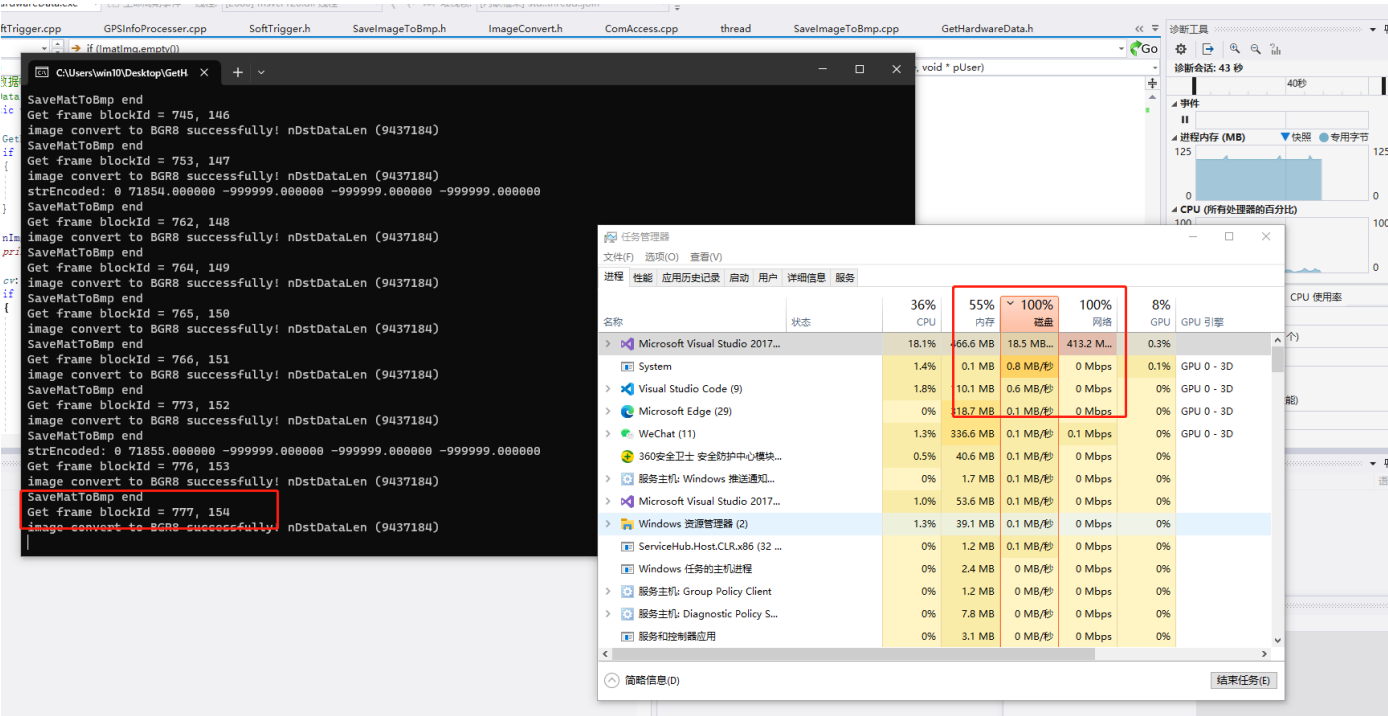 ftTrigger.cpp GPSInfoProcesser.cpp SoftTrigger.h SaveImageToBmp.h ImageConvert.h ComAccess.cpp thread SaveImageToBmp.cpp GetHardwareData.h
if (!matImg.empty())
Go
, void * pUser)
C:\Users\win10\Desktop\GetH
SaveMatToBmp end
Get frame blockId = 745, 146
image convert to BGR8 successfully! nDstDataLen (9437184)
SaveMatToBmp end
Get frame blockId = 753, 147
image convert to BGR8 successfully! nDstDataLen (9437184)
strEncoded: 0 71854.000000 -999999.000000 -999999.000000 -999999.000000
SaveMatToBmp end
Get frame blockId = 762, 148
image convert to BGR8 successfully! nDstDataLen (9437184)
SaveMatToBmp end
Get frame blockId = 764, 149
image convert to BGR8 successfully! nDstDataLen (9437184)
SaveMatToBmp end
Get frame blockId = 765, 150
image convert to BGR8 successfully! nDstDataLen (9437184)
SaveMatToBmp end
Get frame blockId = 766, 151
image convert to BGR8 successfully! nDstDataLen (9437184)
SaveMatToBmp end
Get frame blockId = 773, 152
image convert to BGR8 successfully! nDstDataLen (9437184)
SaveMatToBmp end
strEncoded: 0 71855.000000 -999999.000000 -999999.000000 -999999.000000
Get frame blockId = 776, 153
image convert to BGR8 successfully! nDstDataLen (9437184)
SaveMatToBmp end
Get frame blockId = 777, 154
image convert to BGR8 successfully! nDstDataLen (9437184)
诊断工具
诊断会话: 43 秒
40秒
事件
进程内存 (MB) 快照 专用字节
125 125
0 0
CPU (所有处理器的百分比)
100 100
0
CPU 使用率
任务管理器
文件(F) 选项(O) 查看(V)
进程 性能 应用历史记录 启动 用户 详细信息 服务
36% 55% 100% 100% 8%
名称 状态 CPU 内存 磁盘 网络 GPU GPU 引擎
Microsoft Visual Studio 2017... 18.1% 466.6 MB 18.5 MB... 413.2 M... 0.3%
System 1.4% 0.1 MB 0.8 MB/秒 0 Mbps 0.1% GPU 0 - 3D
Visual Studio Code (9) 1.8% 110.1 MB 0.6 MB/秒 0 Mbps 0% GPU 0 - 3D
Microsoft Edge (29) 0% 318.7 MB 0.1 MB/秒 0 Mbps 0% GPU 0 - 3D
WeChat (11) 1.3% 336.6 MB 0.1 MB/秒 0.1 Mbps 0% GPU 0 - 3D
360安全卫士 安全防护中心模块... 0.5% 40.6 MB 0.1 MB/秒 0 Mbps 0%
服务主机: Windows 推送通知... 0% 1.7 MB 0.1 MB/秒 0 Mbps 0%
Microsoft Visual Studio 2017... 1.0% 53.6 MB 0.1 MB/秒 0 Mbps 0%
Windows 资源管理器 (2) 1.3% 39.1 MB 0.1 MB/秒 0 Mbps 0%
ServiceHub.Host.CLR.x86 (32 ... 0% 1.2 MB 0.1 MB/秒 0 Mbps 0%
Windows 任务的主机进程 0% 2.4 MB 0 MB/秒 0 Mbps 0%
服务主机: Group Policy Client 0% 1.2 MB 0 MB/秒 0 Mbps 0%
服务主机: Diagnostic Policy S... 0% 7.8 MB 0 MB/秒 0 Mbps 0%
服务和控制器应用 0% 3.1 MB 0 MB/秒 0 Mbps 0%
简略信息(D) 结束任务(E)